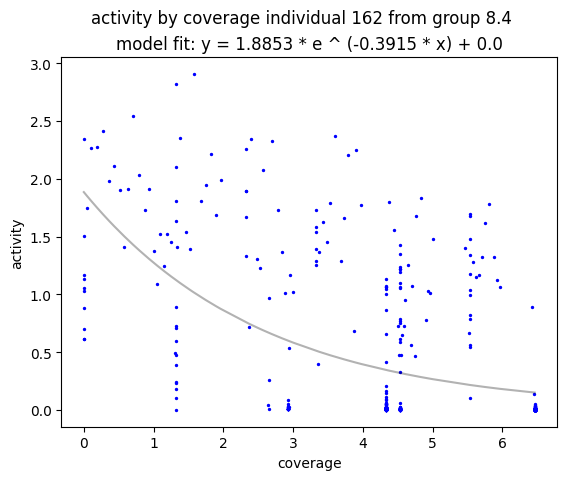 activity by coverage individual 162 from group 8.4
model fit: y = 1.8853 * e ^ (-0.3915 * x) + 0.0
3.0
2.5
2.0
1.5
1.0
0.5
0.0
activity
0 1 2 3 4 5 6
coverage